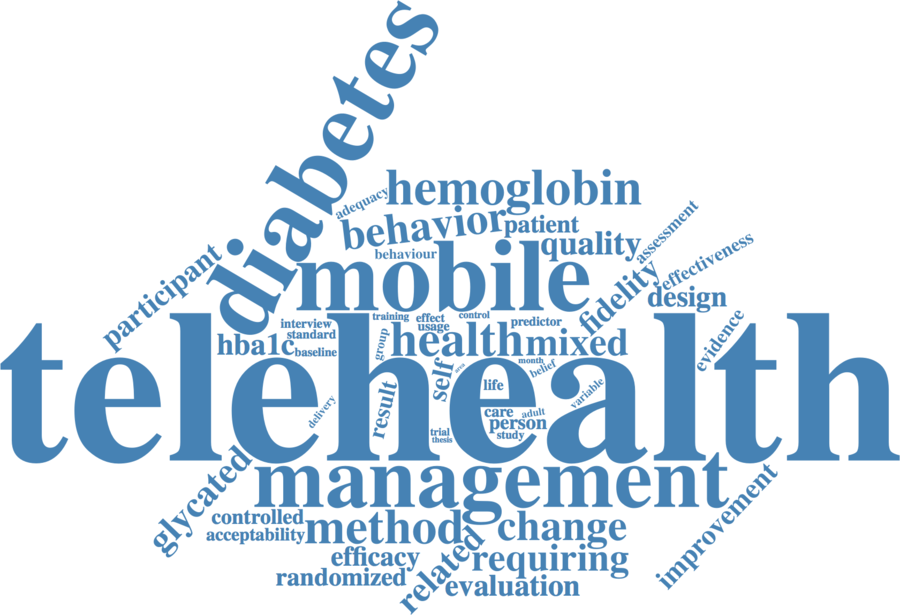 diabetes
adequacy
hemoglobin
behavior
patient
behaviour
quality
assessment
participant
mobile
fidelity
effectiveness
design
interview
standard
training
effect
usage
control
predictor
hba1c
baseline
group
health
mixed
evidence
telehealth
self
area
month
belief
life
variable
delivery
result
care
adult
person
trial
thesis
study
glycated
management
improvement
controlled
acceptability
method
change
efficacy
related
requiring
randomized
evaluation